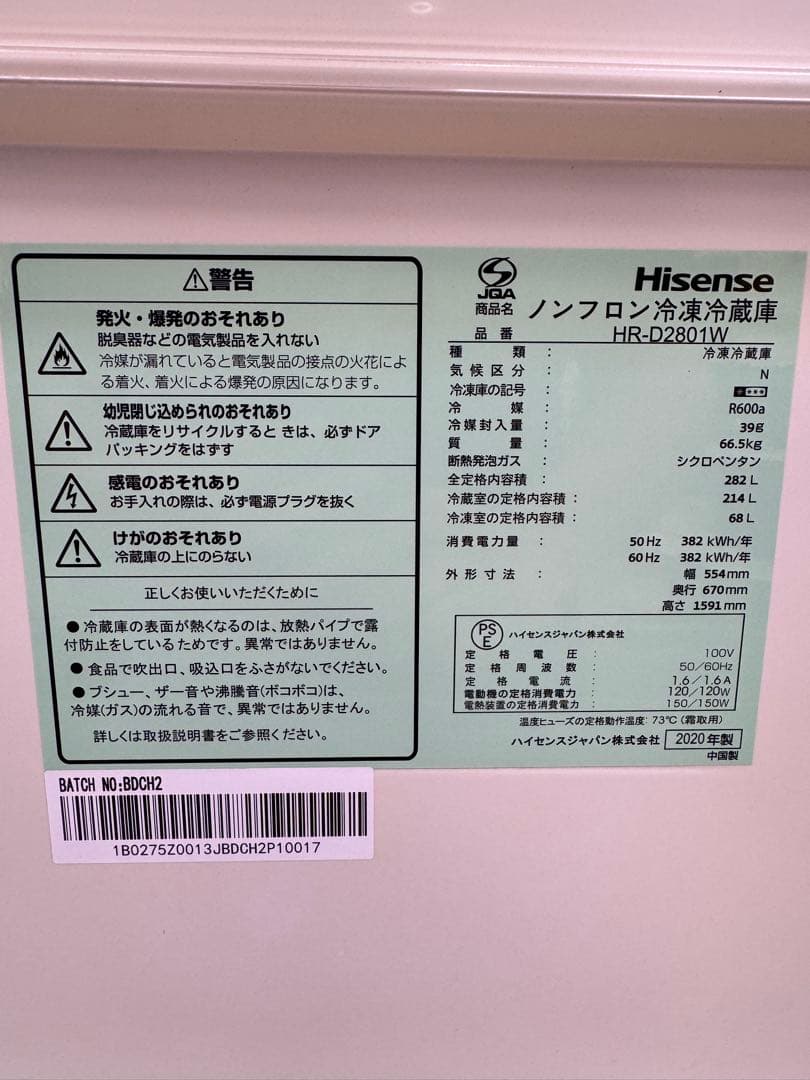 ⚠警告
発火・爆発のおそれあり
脱臭器などの電気製品を入れない
冷媒が漏れていると電気製品の接点の火花によ
る着火、着火による爆発の原因になります。
幼児閉じ込められのおそれあり
冷蔵庫をリサイクルすると きは、必ずドア
パッキングをはずす
感電のおそれあり
お手入れの際は、必ず電源プラグを抜く
けがのおそれあり
冷蔵庫の上にのらない
正しくお使いいただくために
●冷蔵庫の表面が熱くなるのは、放熱パイプで露
付防止をしているためです。異常ではありません。
●食品で吹出口、吸込口をふさがないでください。
●ブシュー、ザー音や沸騰音(ボコボコ)は、
冷媒(ガス)の流れる音で、異常ではありません。
詳しくは取扱説明書をご参照ください。
JQA
Hisense
商品名 ノンフロン冷凍冷蔵庫
品番 HR-D2801W
種類 : 冷凍冷蔵庫
気候区分 : N
冷凍庫の記号 : ****
冷媒 : R600a
冷媒封入量 : 39g
質量 : 66.5kg
断熱発泡ガス : シクロペンタン
全定格内容積 : 282 L
冷蔵室の定格内容積 : 214 L
冷凍室の定格内容積 : 68 L
消費電力量 : 50 Hz 382 kWh/年
60 Hz 382 kWh/年
外形寸法 : 幅 554mm
奥行 670mm
高さ 1591mm
PSE ハイセンスジャパン株式会社
定格電圧 : 100V
定格周波数 : 50/60Hz
定格電流 : 1.6/1.6A
電動機の定格消費電力 : 120/120W
電熱装置の定格消費電力 : 150/150W
温度ヒューズの定格動作温度: 73℃(霜取用)
ハイセンスジャパン株式会社 2020年製
中国製
BATCH NO:BDCH2
1B0275Z0013JBDCH2P10017